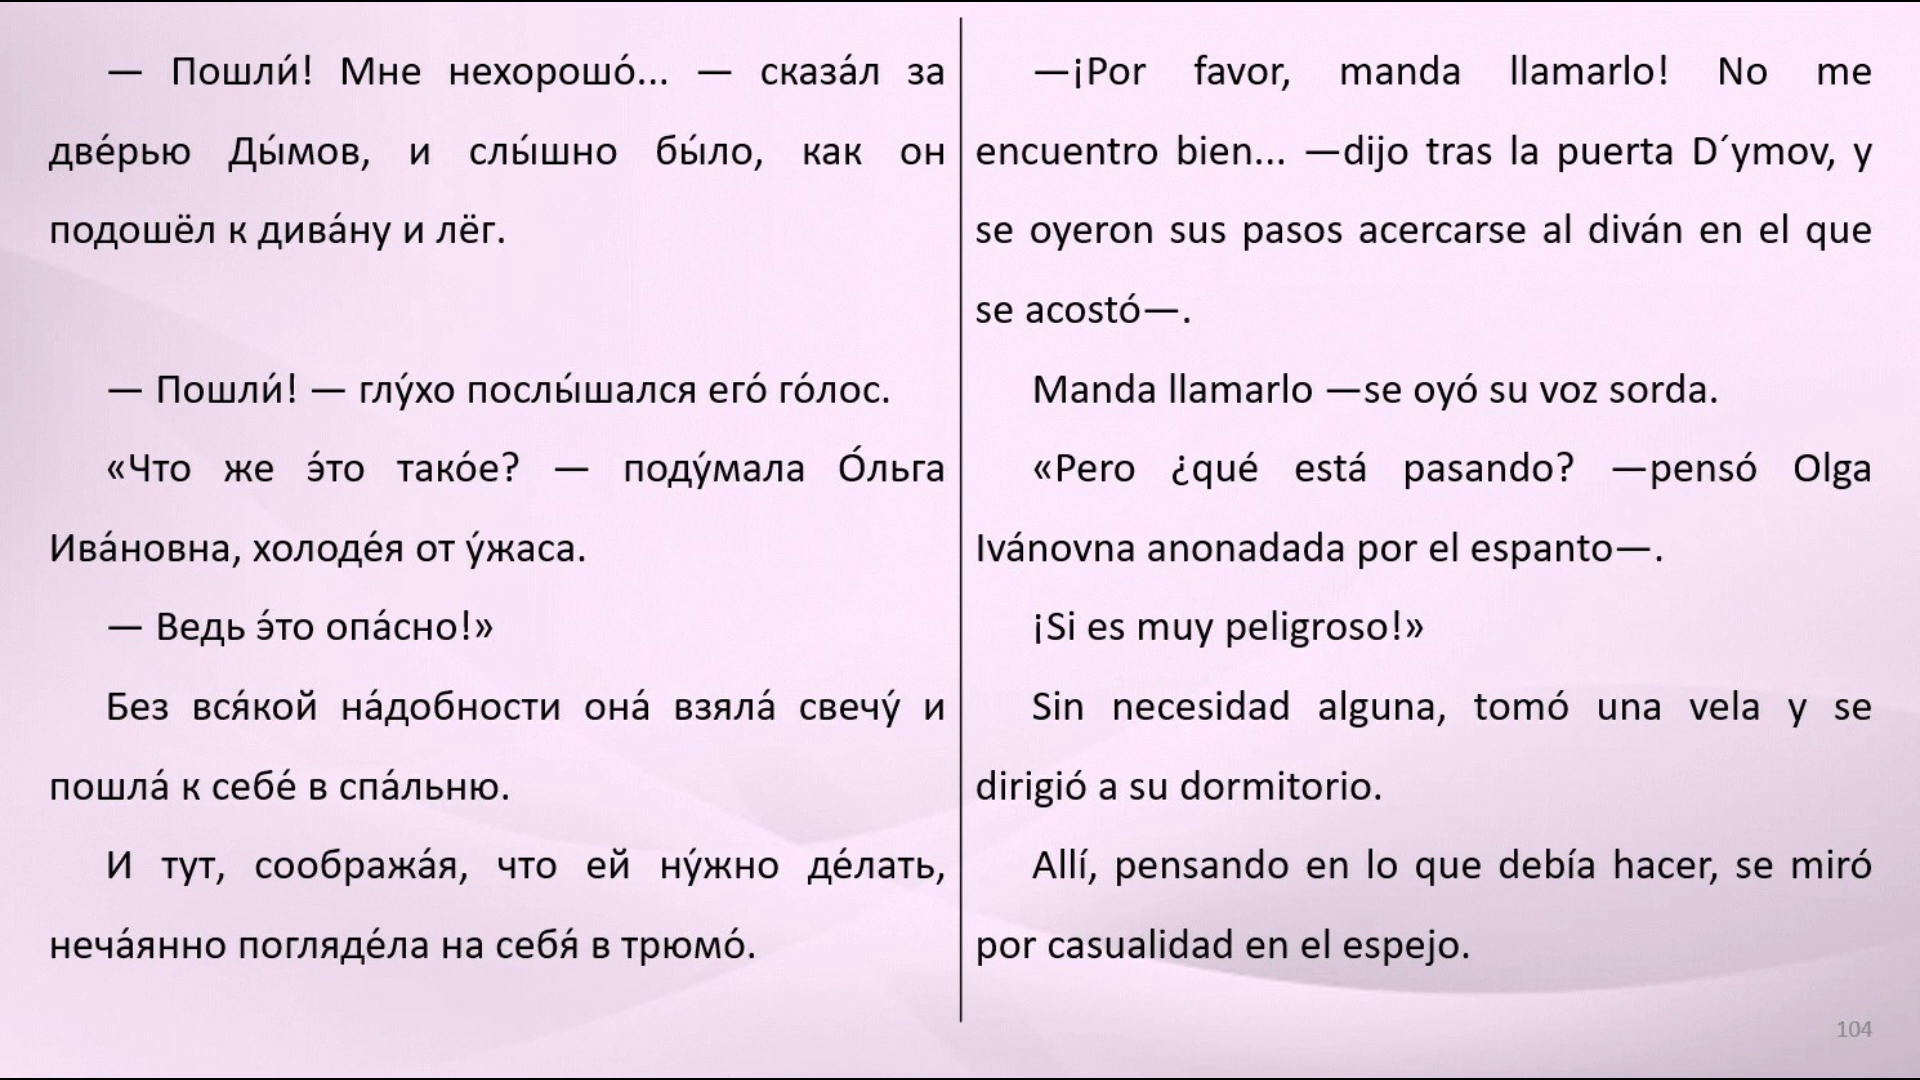 — Пошли́! Мне нехорошо́... — сказа́л за
две́рью Ды́мов, и слы́шно бы́ло, как он
подошёл к дива́ну и лёг.
— Пошли́! — глу́хо послы́шался его́ го́лос.
«Что же э́то тако́е? — поду́мала О́льга
Ива́новна, холоде́я от у́жаса.
— Ведь э́то опа́сно!»
Без вся́кой на́добности она́ взяла́ свечу́ и
пошла́ к себе́ в спа́льню.
И тут, сообража́я, что ей ну́жно де́лать,
неча́янно погляде́ла на себя́ в трюмо́.
—¡Por favor, manda llamarlo! No me
encuentro bien... —dijo tras la puerta D´ymov, y
se oyeron sus pasos acercarse al diván en el que
se acostó—.
Manda llamarlo —se oyó su voz sorda.
«Pero ¿qué está pasando? —pensó Olga
Ivánovna anonadada por el espanto—.
¡Si es muy peligroso!»
Sin necesidad alguna, tomó una vela y se
dirigió a su dormitorio.
Allí, pensando en lo que debía hacer, se miró
por casualidad en el espejo.
104